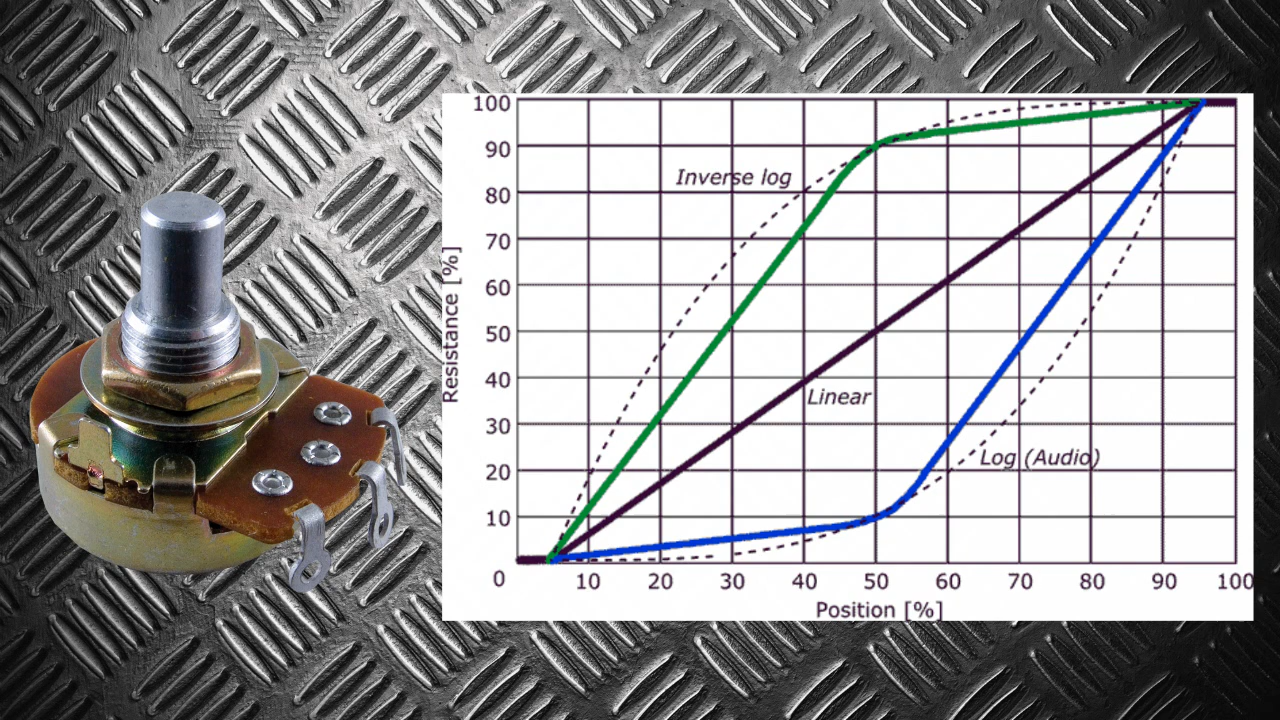 100
90
80
70
60
50
40
30
20
10
0
Resistance [%]
Inverse log
Linear
Log (Audio)
10 20 30 40 50 60 70 80 90 100
Position [%]